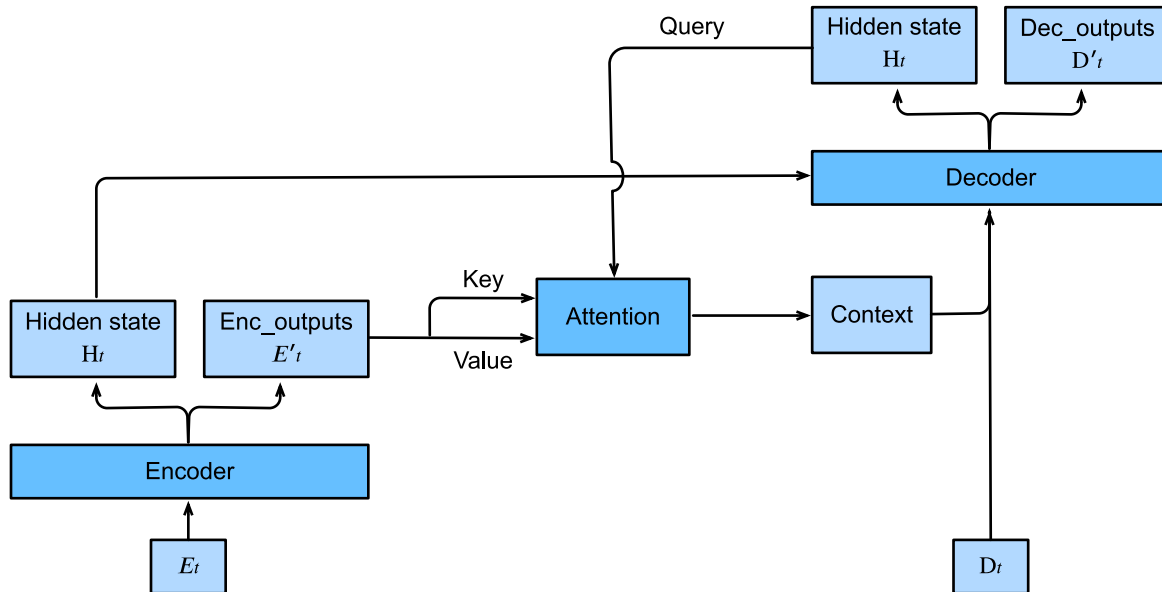 Query
Hidden state
Ht
Dec_outputs
D′t
Decoder
Key
Hidden state
Ht
Enc_outputs
E′t
Value
Attention
Context
Encoder
Et
Dt